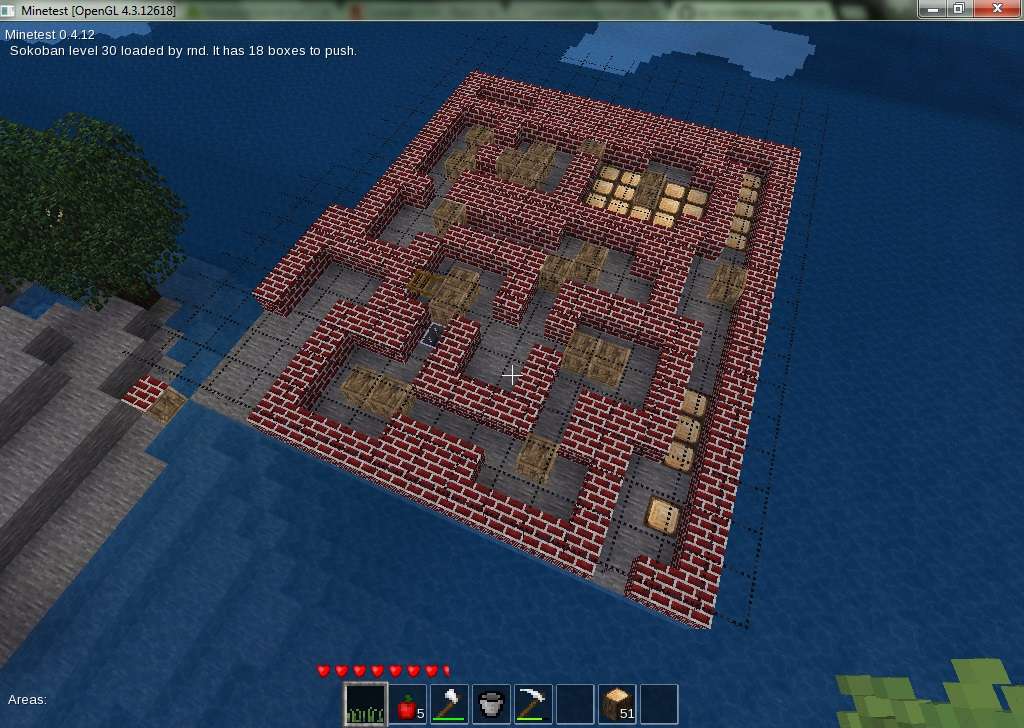 Minetest [OpenGL 4.3.12618]
Minetest 0.4.12
Sokoban level 30 loaded by rnd. It has 18 boxes to push.
Areas:
5
51